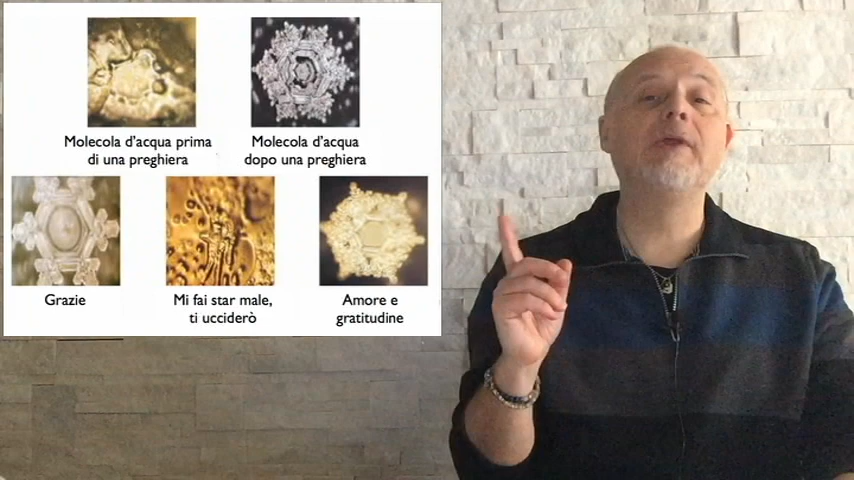 Molecola d'acqua prima
di una preghiera
Molecola d'acqua
dopo una preghiera
Grazie
Mi fai star male,
ti ucciderò
Amore e
gratitudine